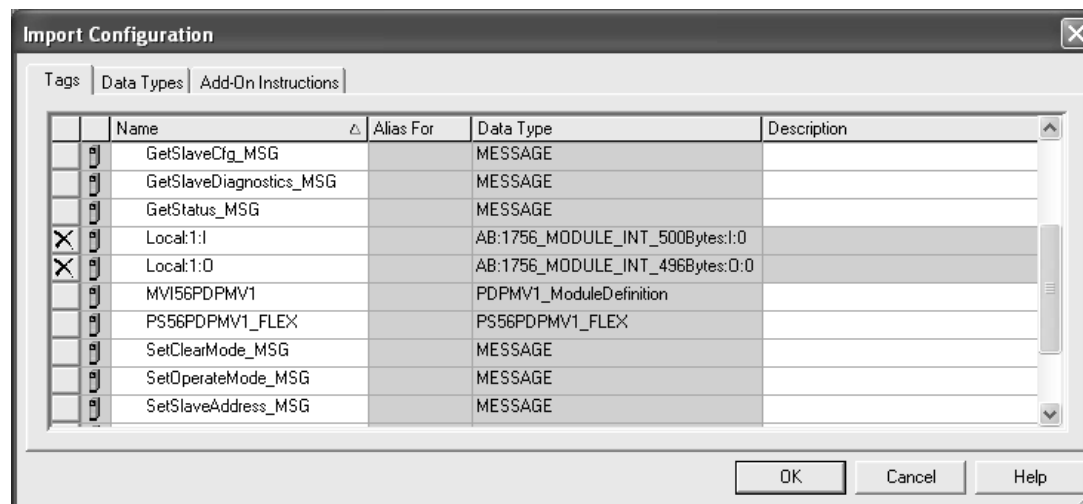 Import Configuration
Tags Data Types Add-On Instructions
Name Alias For Data Type Description
GetSlaveCfg_MSG MESSAGE
GetSlaveDiagnostics_MSG MESSAGE
GetStatus_MSG MESSAGE
Local:1:I AB:1756_MODULE_INT_500Bytes:I:0
Local:1:O AB:1756_MODULE_INT_496Bytes:O:0
MVI56PDPMV1 PDPMV1_ModuleDefinition
PS56PDPMV1_FLEX PS56PDPMV1_FLEX
SetClearMode_MSG MESSAGE
SetOperateMode_MSG MESSAGE
SetSlaveAddress_MSG MESSAGE
OK Cancel Help